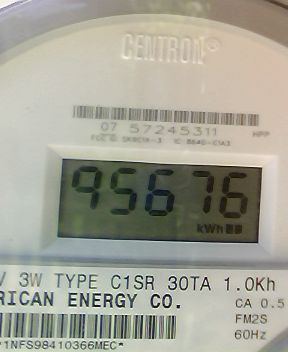 CENTRON®
07 57245311 HPP
95676
kWh
V 3W TYPE C1SR 30TA 1.0Kh
RICAN ENERGY CO. CA 0.5
FM2S
60Hz
*1NFS98410366MEC*